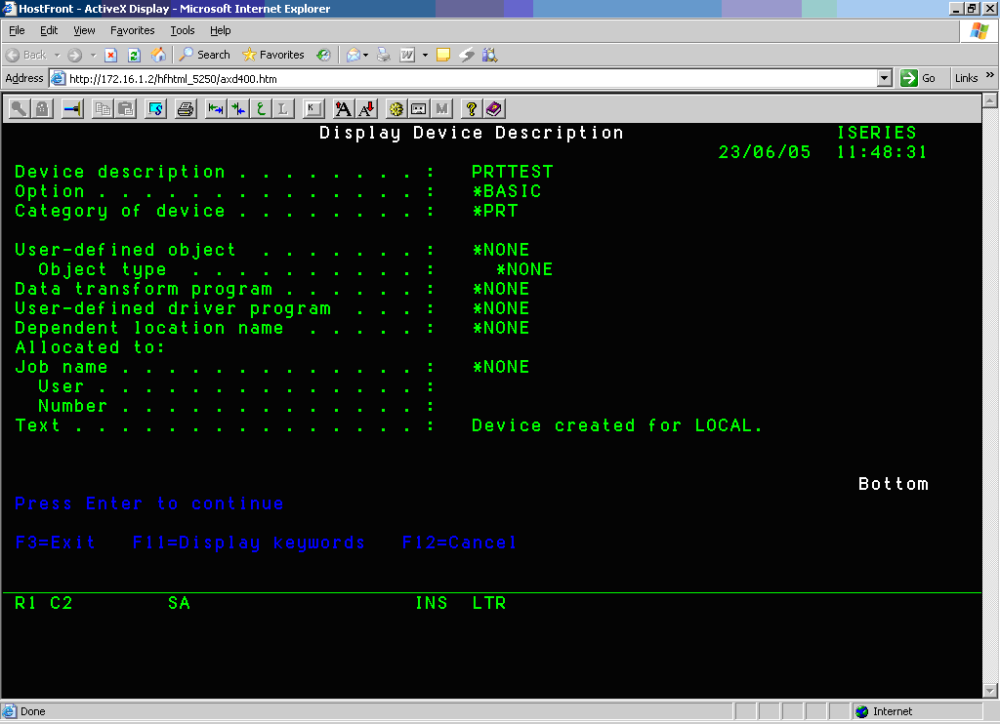 HostFront - ActiveX Display - Microsoft Internet Explorer
File Edit View Favorites Tools Help
Back Search Favorites
Address http://172.16.1.2/hfhtml_5250/axd400.htm Go Links »
Display Device Description ISERIES
23/06/05 11:48:31
Device description . . . . . . . . : PRTTEST
Option . . . . . . . . . . . . . . : *BASIC
Category of device . . . . . . . . : *PRT
User-defined object . . . . . . . : *NONE
Object type . . . . . . . . . . : *NONE
Data transform program . . . . . . : *NONE
User-defined driver program . . . : *NONE
Dependent location name . . . . . : *NONE
Allocated to:
Job name . . . . . . . . . . . . . : *NONE
User . . . . . . . . . . . . . . :
Number . . . . . . . . . . . . . :
Text . . . . . . . . . . . . . . . : Device created for LOCAL.
Bottom
Press Enter to continue
F3=Exit F11=Display keywords F12=Cancel
R1 C2 SA INS LTR
Done Internet